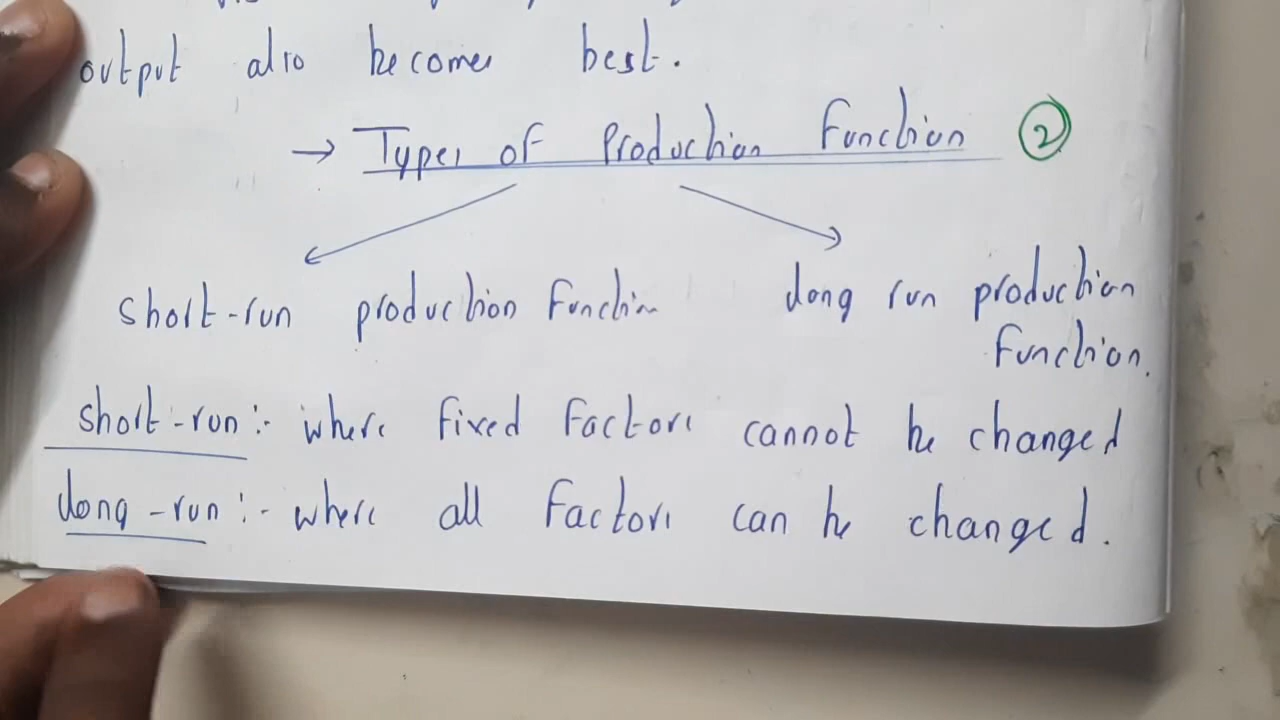 output also becomes best.
→ Types of Production Function 2
short-run production Function Long run production
Function.
short-run :- where fixed factors cannot be changed
Long-run :- where all factors can be changed.